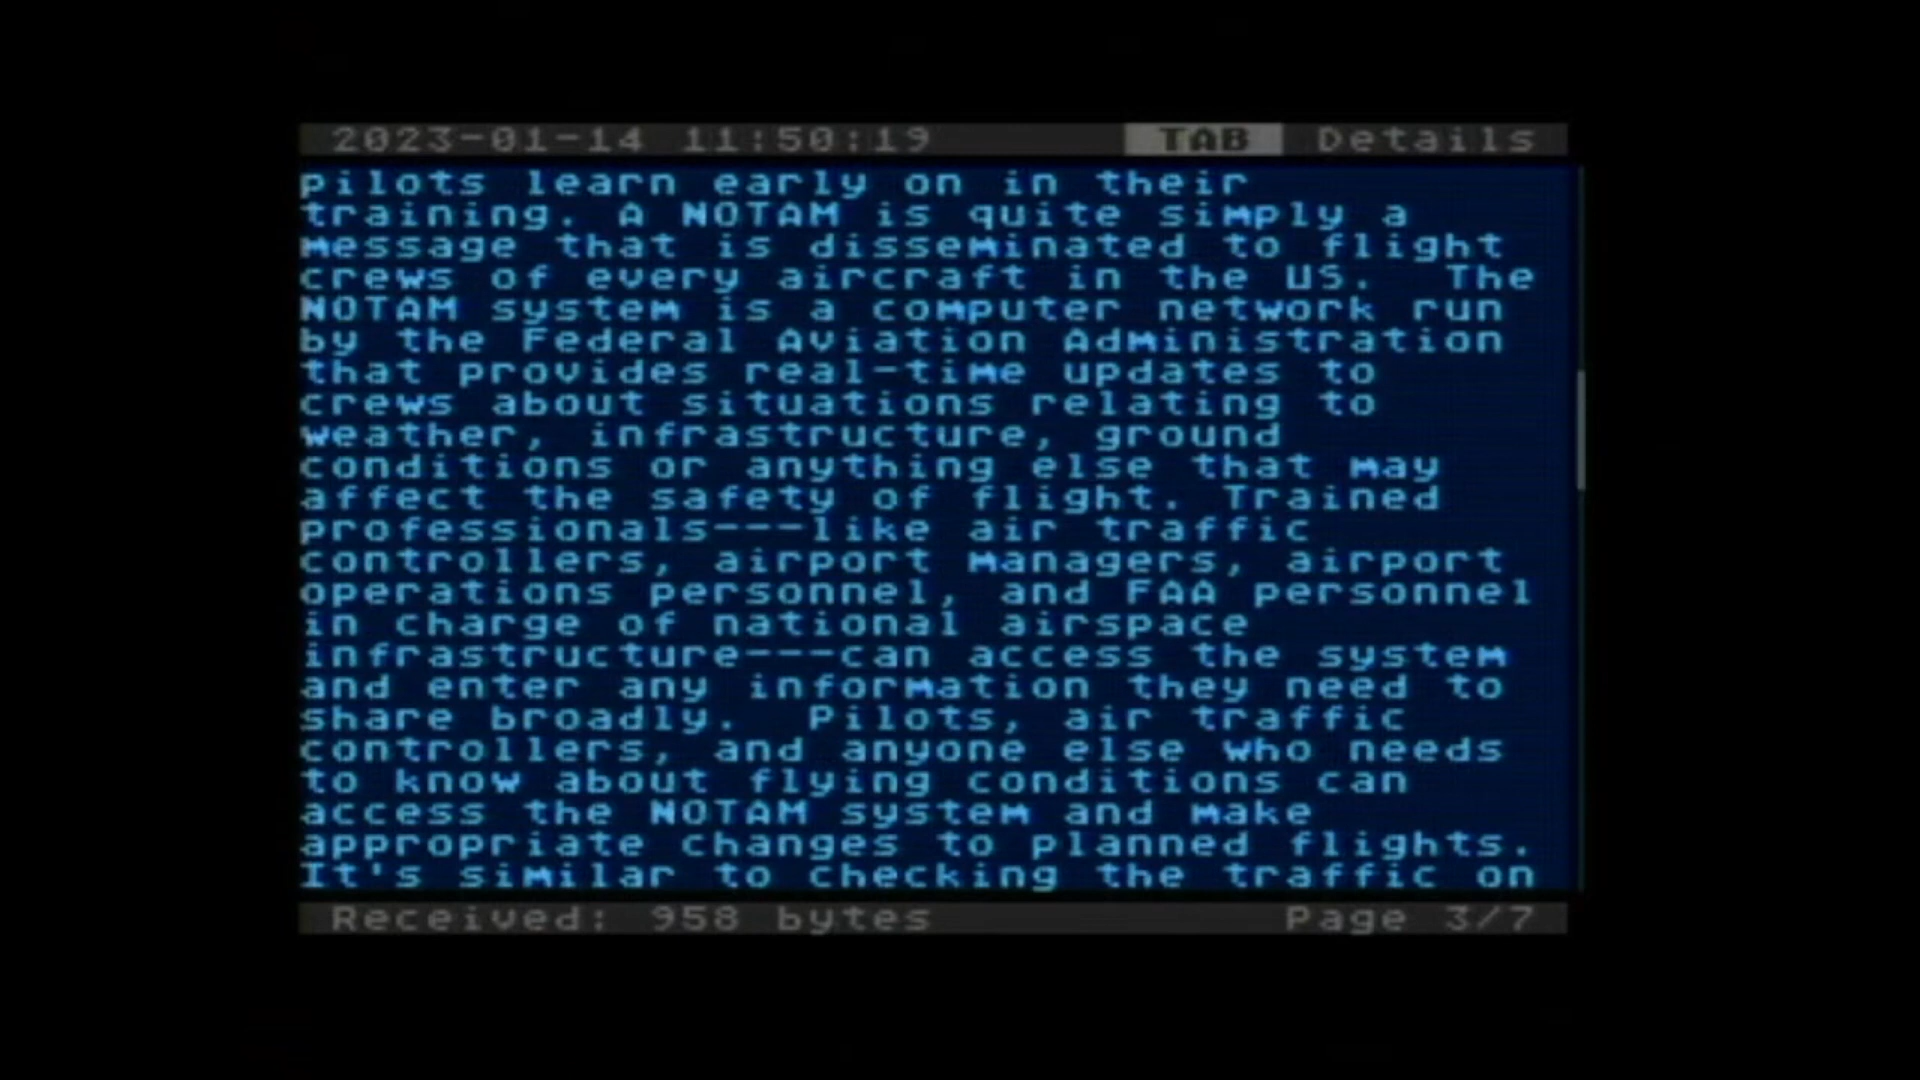 2023-01-14 11:50:19 TAB Details
pilots learn early on in their
training. A NOTAM is quite simply a
message that is disseminated to flight
crews of every aircraft in the US.  The
NOTAM system is a computer network run
by the Federal Aviation Administration
that provides real-time updates to
crews about situations relating to
weather, infrastructure, ground
conditions or anything else that may
affect the safety of flight. Trained
professionals---like air traffic
controllers, airport managers, airport
operations personnel, and FAA personnel
in charge of national airspace
infrastructure---can access the system
and enter any information they need to
share broadly.  Pilots, air traffic
controllers, and anyone else who needs
to know about flying conditions can
access the NOTAM system and make
appropriate changes to planned flights.
It's similar to checking the traffic on
Received: 958 bytes Page 3/7